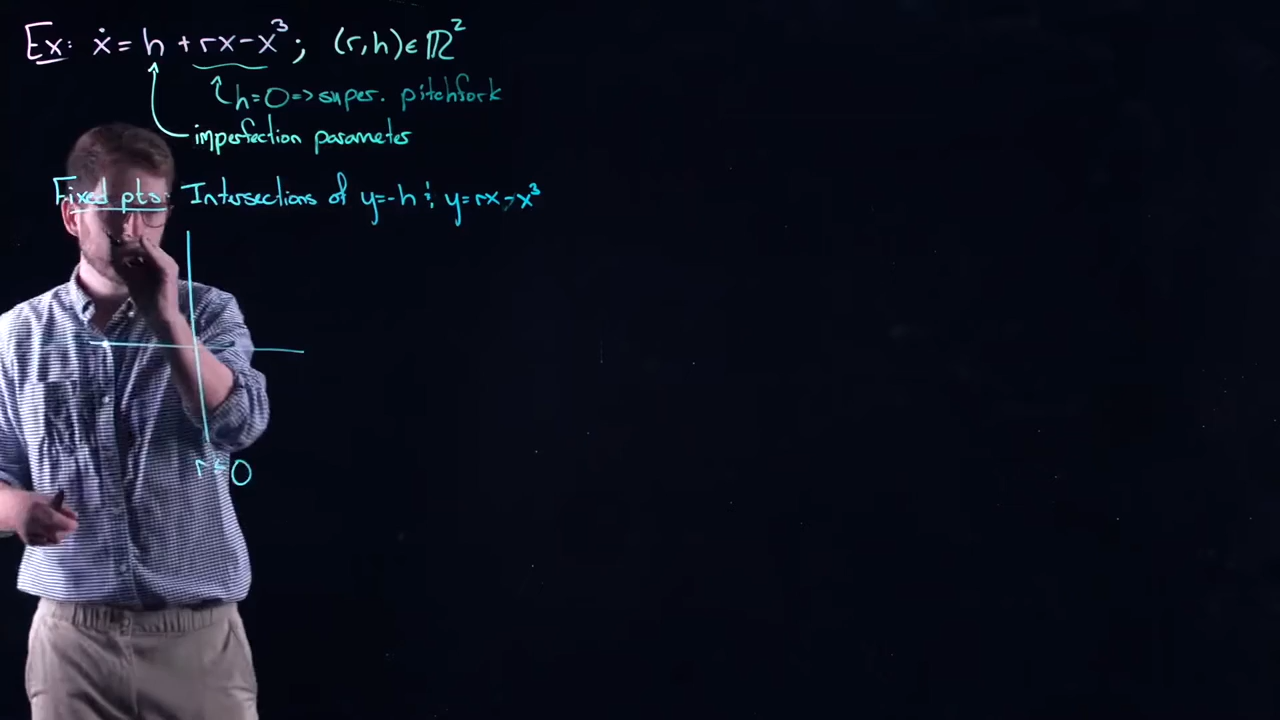 Ex: ẋ = h + rx - x³; (r,h) ∈ ℝ²
h=0 => super. pitchfork
imperfection parameter
Fixed pts: Intersections of y=-h & y=rx-x³
r≤0